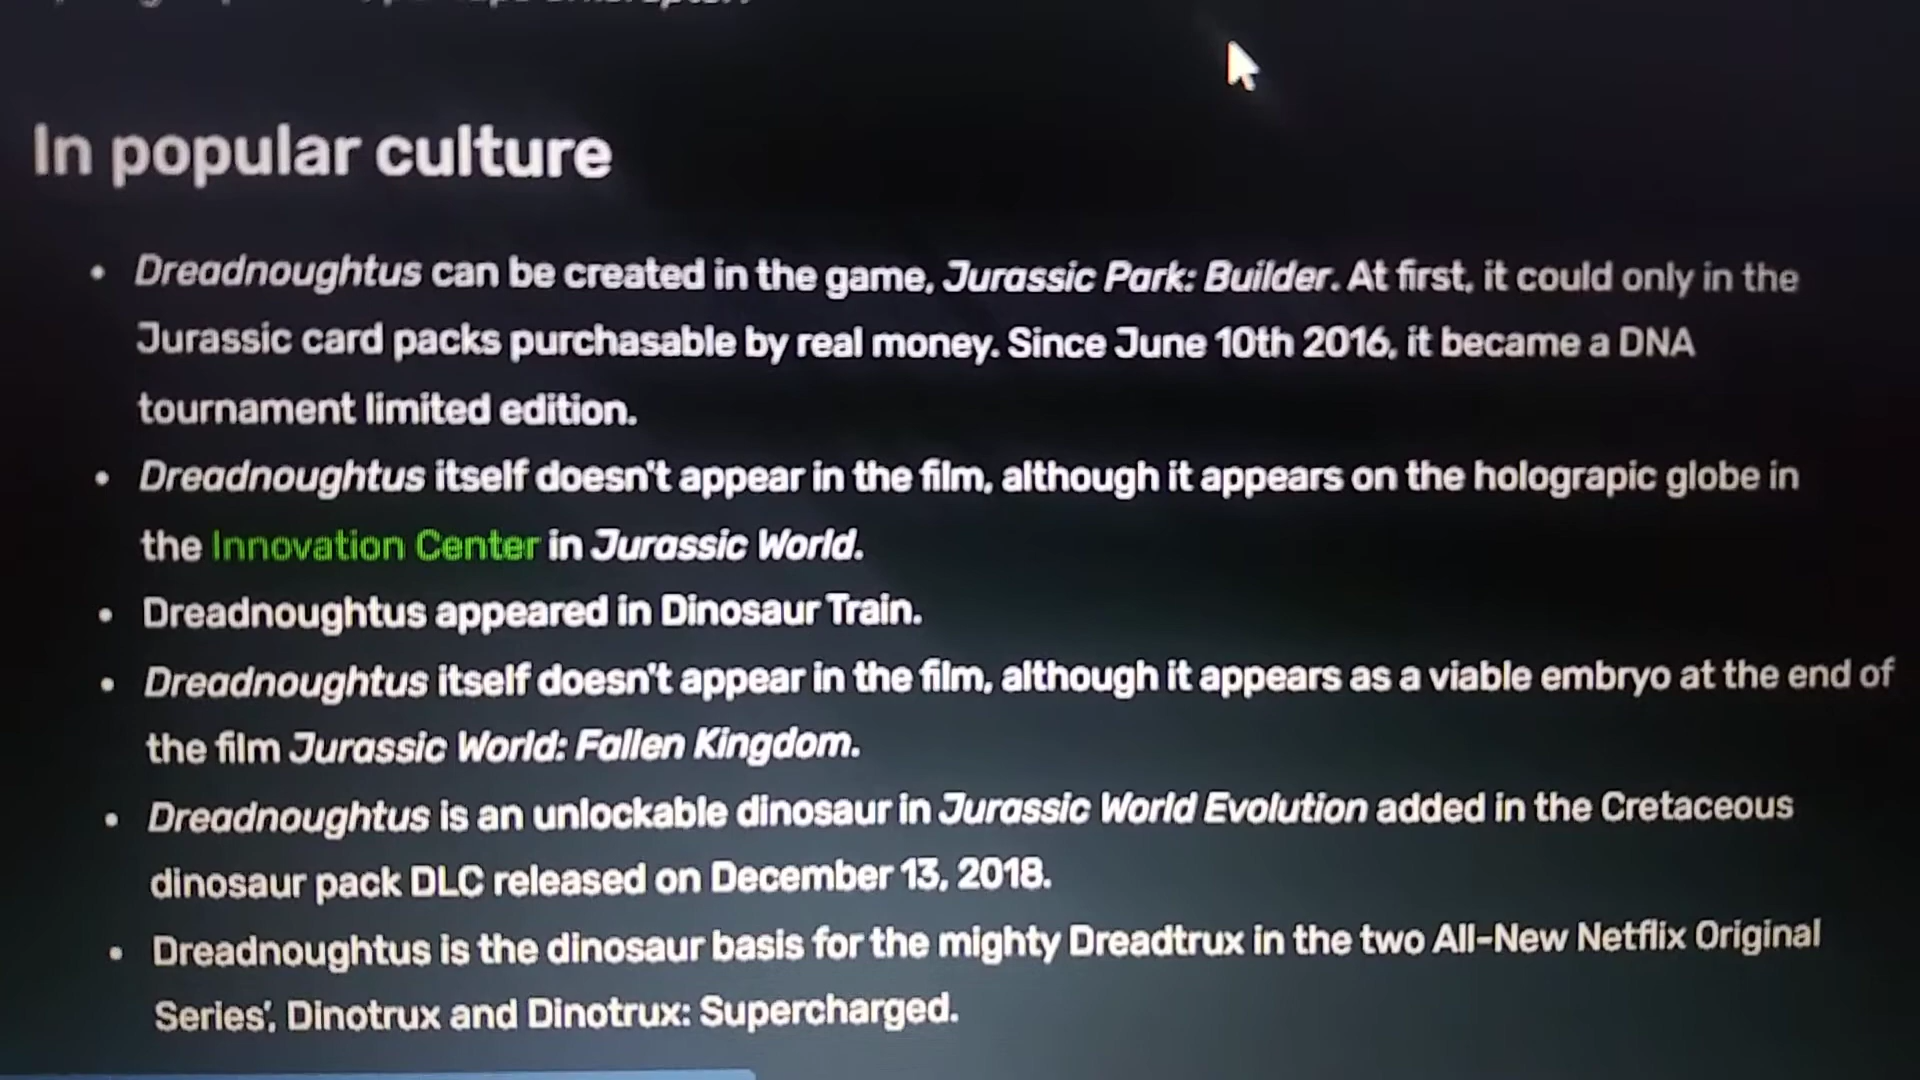 In popular culture
Dreadnoughtus can be created in the game, Jurassic Park: Builder. At first, it could only in the
Jurassic card packs purchasable by real money. Since June 10th 2016, it became a DNA
tournament limited edition.
Dreadnoughtus itself doesn't appear in the film, although it appears on the holograpic globe in
the Innovation Center in Jurassic World.
Dreadnoughtus appeared in Dinosaur Train.
Dreadnoughtus itself doesn't appear in the film, although it appears as a viable embryo at the end of
the film Jurassic World: Fallen Kingdom.
Dreadnoughtus is an unlockable dinosaur in Jurassic World Evolution added in the Cretaceous
dinosaur pack DLC released on December 13, 2018.
Dreadnoughtus is the dinosaur basis for the mighty Dreadtrux in the two All-New Netflix Original
Series', Dinotrux and Dinotrux: Supercharged.